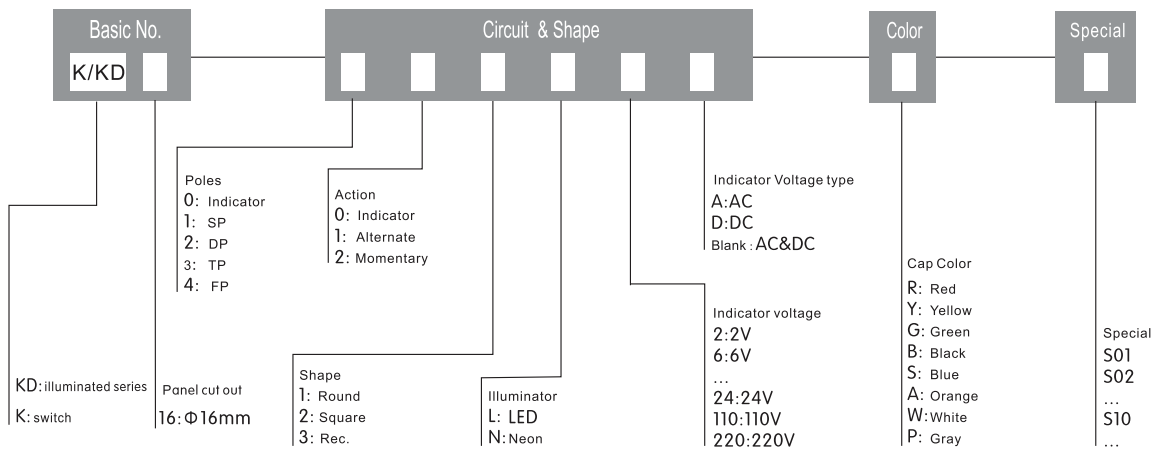 Basic No.
Circuit & Shape
Color
Special
K/KD
Poles
0: Indicator
1: SP
2: DP
3: TP
4: FP
Action
0: Indicator
1: Alternate
2: Momentary
Indicator Voltage type
A:AC
D:DC
Blank : AC&DC
KD: illuminated series
K: switch
Panel cut out
16:Φ16mm
Shape
1: Round
2: Square
3: Rec.
Illuminator
L: LED
N: Neon
Indicator voltage
2:2V
6:6V
...
24:24V
110:110V
220:220V
Cap Color
R: Red
Y: Yellow
G: Green
B: Black
S: Blue
A: Orange
W: White
P: Gray
Special
S01
S02
...
S10
...